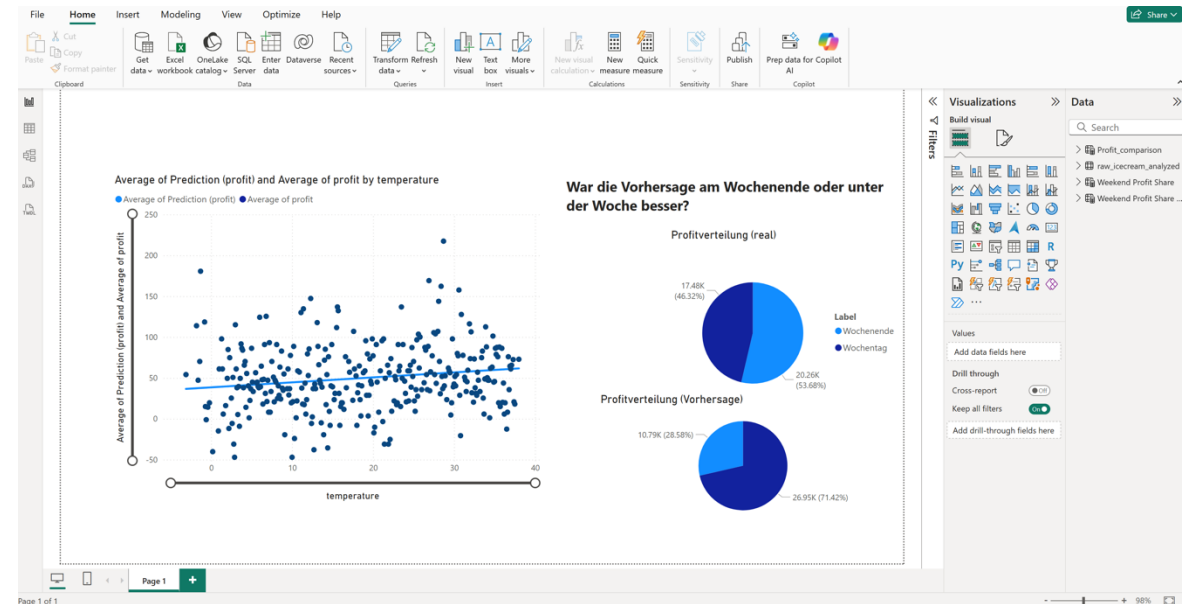 File Home Insert Modeling View Optimize Help
Share
Paste
Cut
Copy
Format painter
Clipboard
Get data
Excel workbook
OneLake catalog
SQL Server
Enter data
Dataverse
Recent sources
Data
Transform data
Refresh
Queries
New visual
Text box
More visuals
Insert
New visual calculation
New measure
Quick measure
Calculations
Sensitivity
Sensitivity
Publish
Share
Prep data for AI
Copilot
Copilot
Average of Prediction (profit) and Average of profit by temperature
Average of Prediction (profit) Average of profit
Average of Prediction (profit) and Average of profit
250
200
150
100
50
0
-50
0 10 20 30 40
temperature
War die Vorhersage am Wochenende oder unter
der Woche besser?
Profitverteilung (real)
17.48K
(46.32%)
20.26K
(53.68%)
Label
Wochenende
Wochentag
Profitverteilung (Vorhersage)
10.79K (28.58%)
26.95K (71.42%)
Filters
Visualizations
Build visual
R
Py
123
Values
Add data fields here
Drill through
Cross-report Off
Keep all filters On
Add drill-through fields here
Data
Search
Profit_comparison
raw_icecream_analyzed
Weekend Profit Share
Weekend Profit Share ...
Page 1
Page 1 of 1
98%